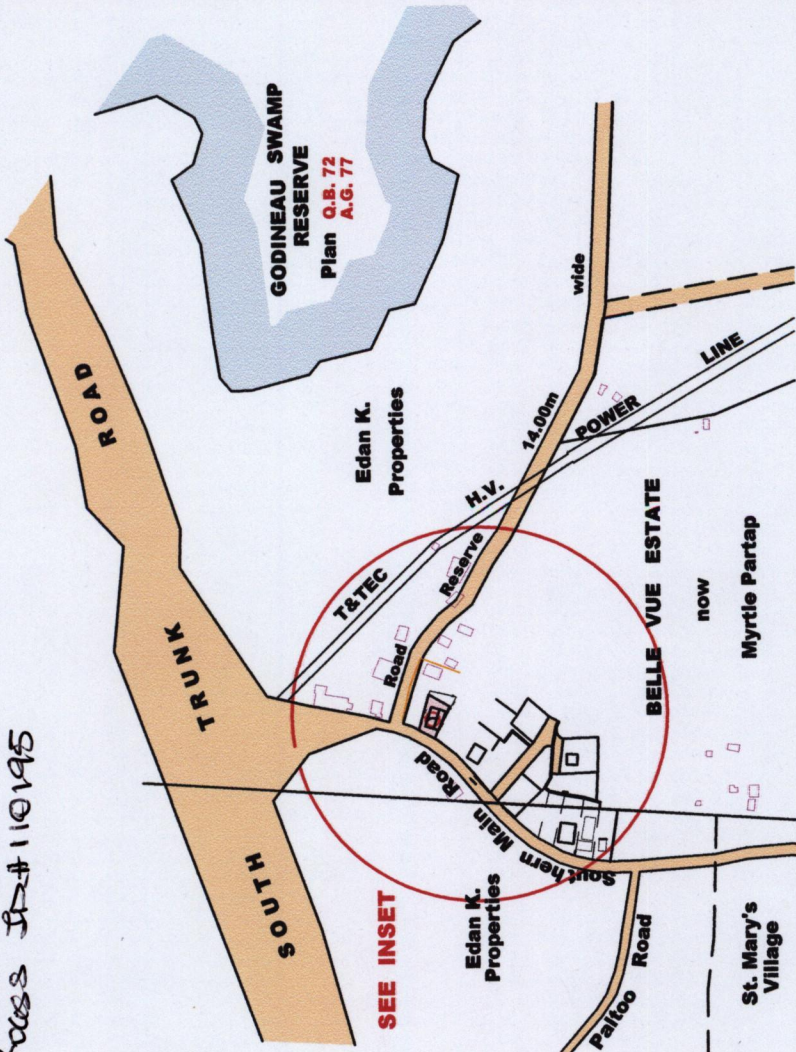 SOUTH TRUNK ROAD
GODINEAU SWAMP
RESERVE
Plan Q.B. 72
A.G. 77
Edan K.
Properties
T&TEC H.V. POWER LINE
Road Reserve 14.00m wide
Southern Main Road
SEE INSET
Edan K.
Properties
BELLE VUE ESTATE
now
Myrtle Partap
Paltoo Road
St. Mary's
Village